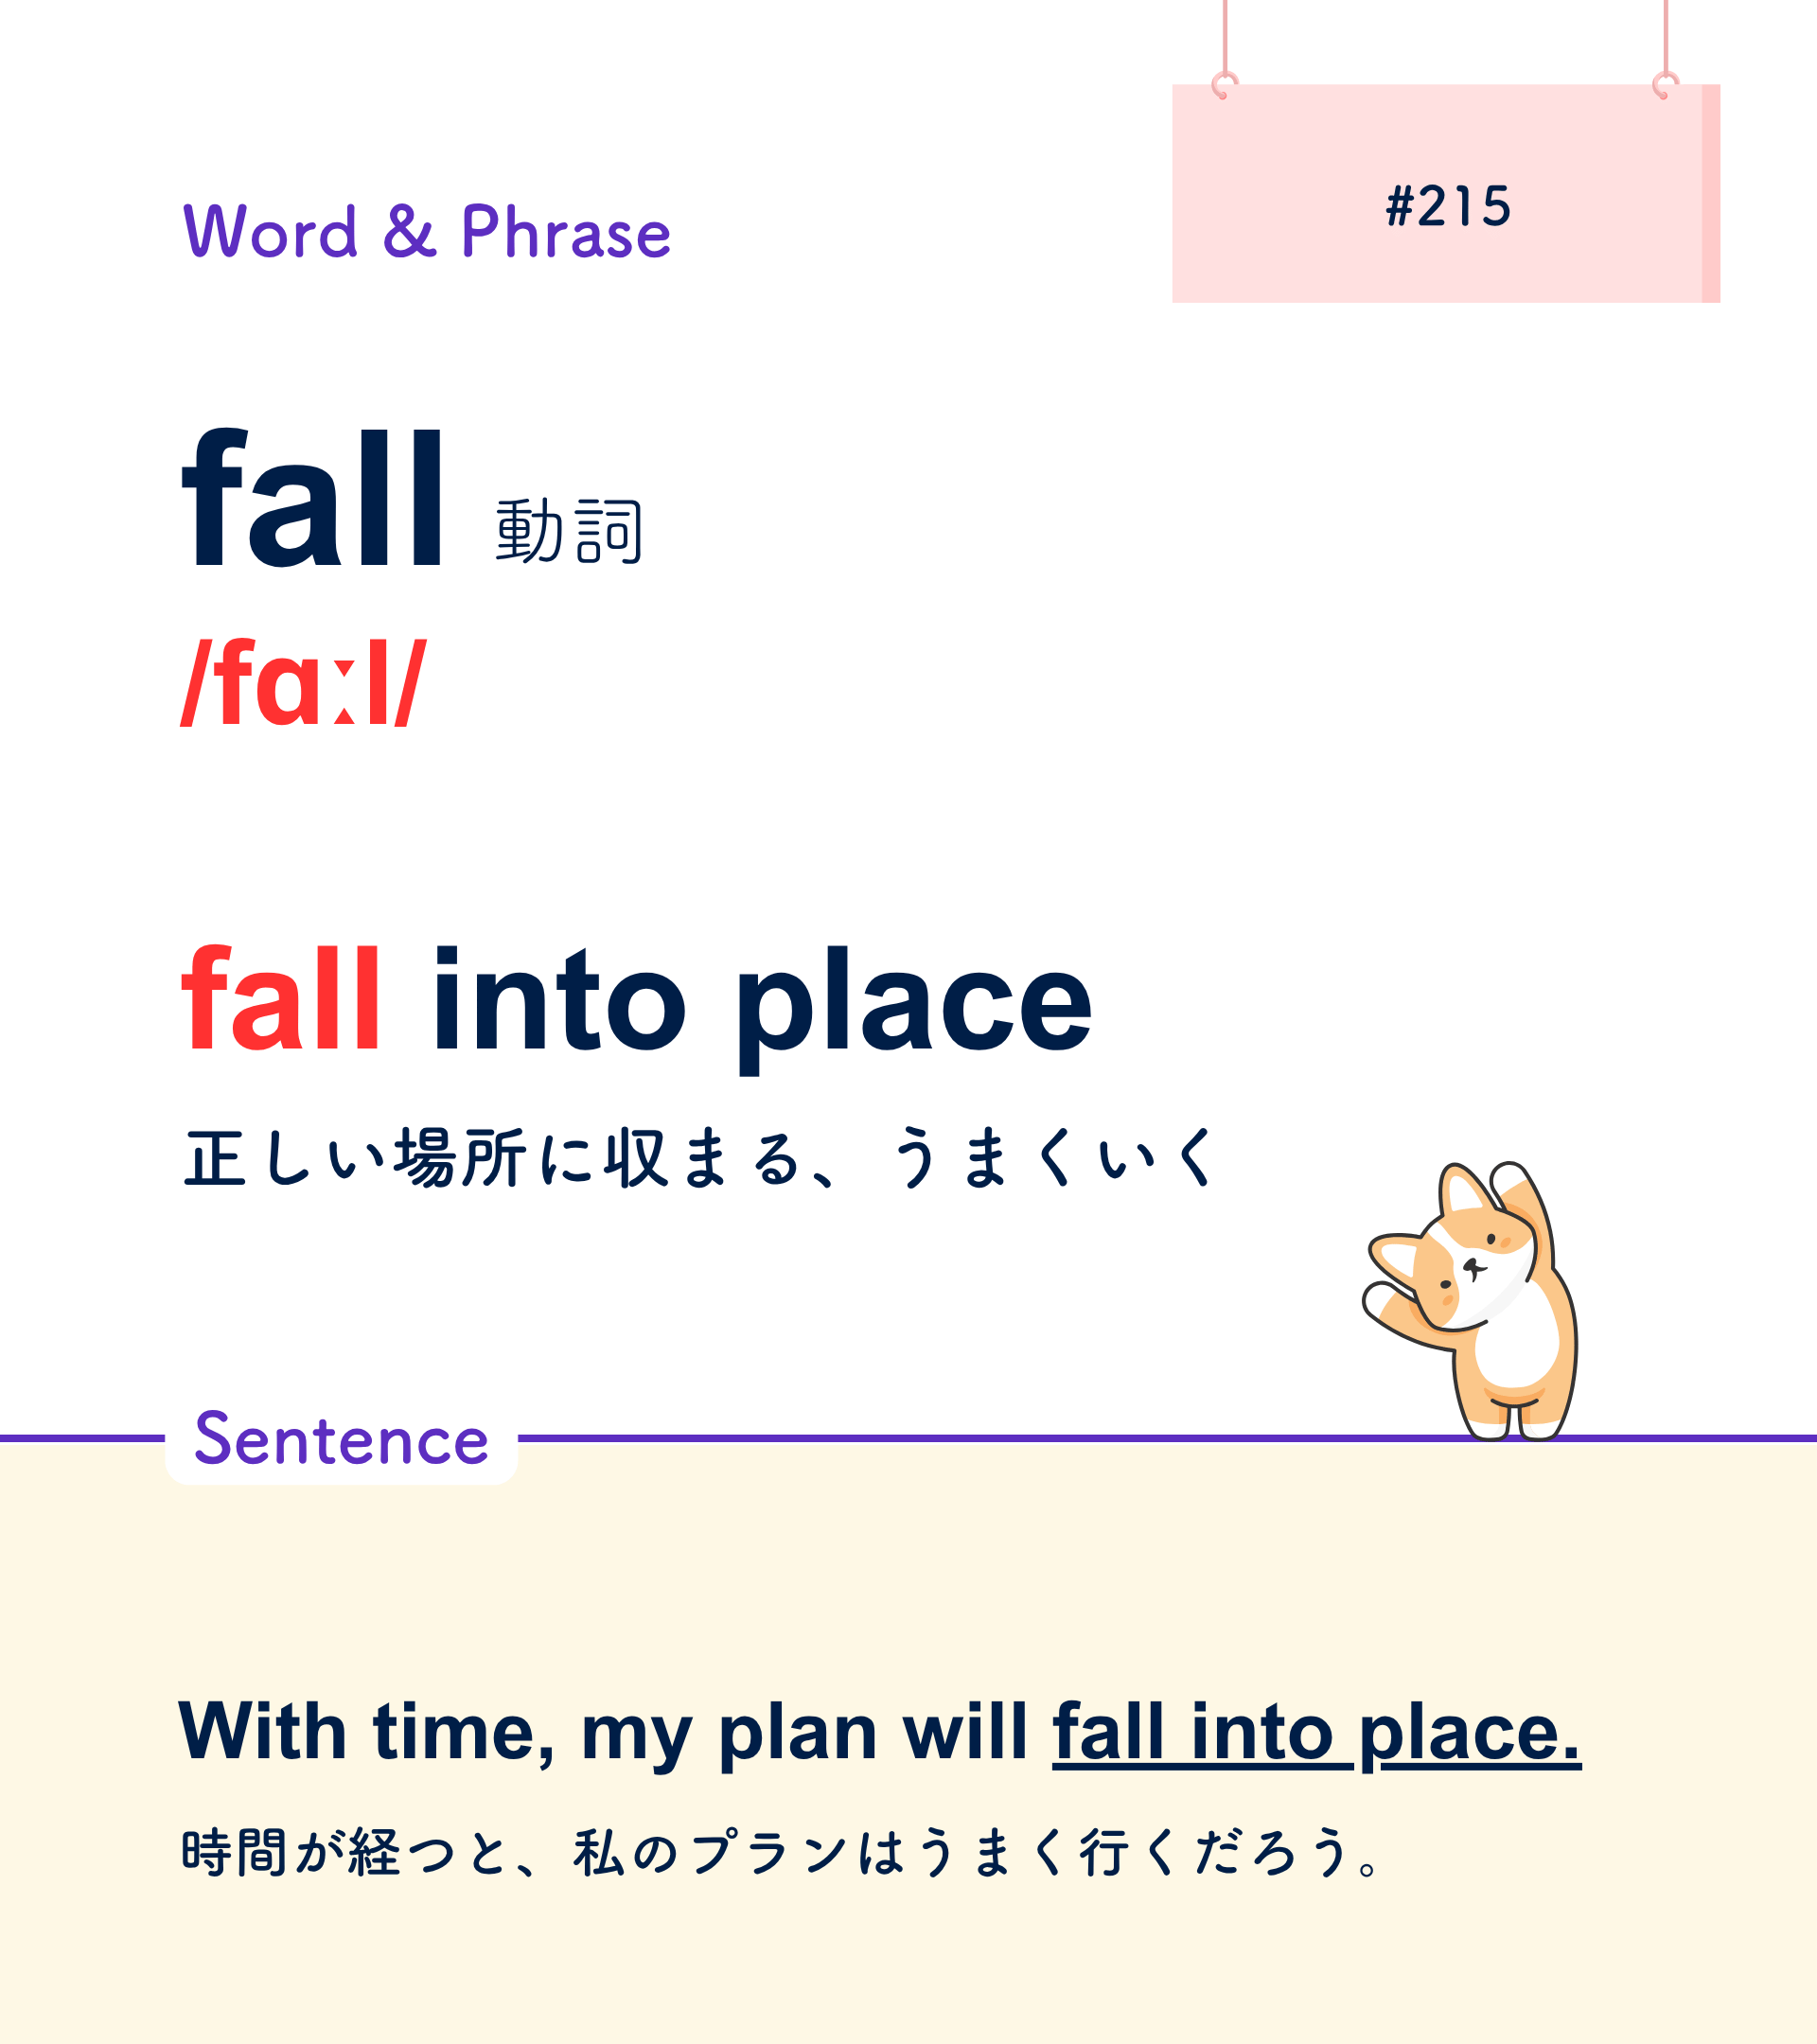 #215
Word & Phrase
fall 動詞
/fɑːl/
fall into place
正しい場所に収まる、うまくいく
Sentence
With time, my plan will fall into place.
時間が経つと、私のプランはうまく行くだろう。